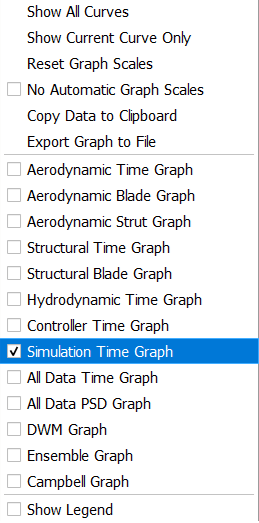 Show All Curves
Show Current Curve Only
Reset Graph Scales
No Automatic Graph Scales
Copy Data to Clipboard
Export Graph to File
Aerodynamic Time Graph
Aerodynamic Blade Graph
Aerodynamic Strut Graph
Structural Time Graph
Structural Blade Graph
Hydrodynamic Time Graph
Controller Time Graph
Simulation Time Graph
All Data Time Graph
All Data PSD Graph
DWM Graph
Ensemble Graph
Campbell Graph
Show Legend